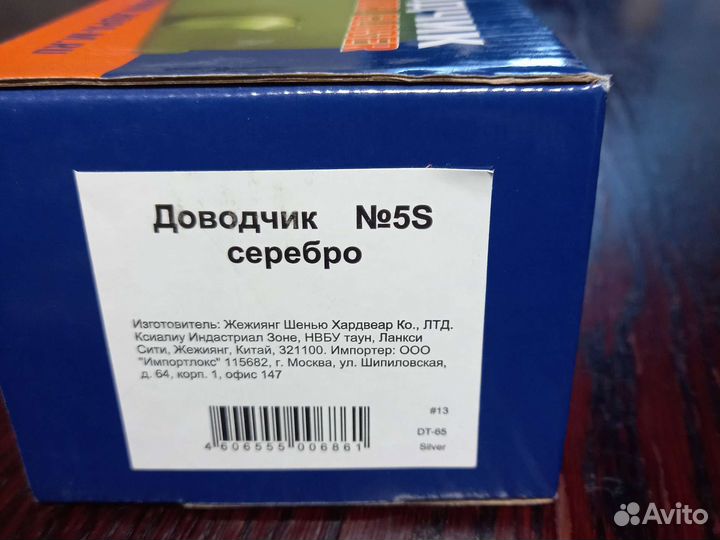 Доводчик №5S
серебро
Изготовитель: Жежиянг Шенью Хардвеар Ко., ЛТД.
Ксиалиу Индастриал Зоне, НВБУ таун, Ланкси
Сити, Жежиянг, Китай, 321100. Импортер: ООО
"Импортлокс" 115682, г. Москва, ул. Шипиловская,
д. 64, корп. 1, офис 147
#13
DT-65
Silver
4 606555 006861
Avito